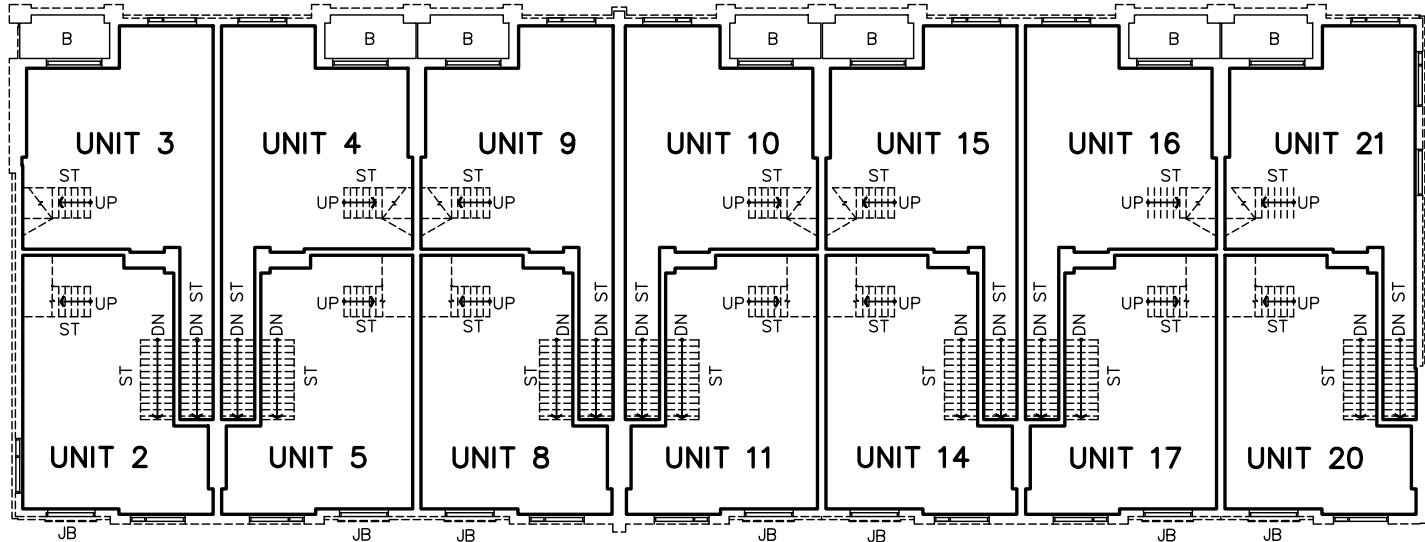 B B B B B B B
UNIT 3 UNIT 4 UNIT 9 UNIT 10 UNIT 15 UNIT 16 UNIT 21
ST ST ST ST ST ST ST
UP UP UP UP UP UP UP
ST ST ST ST ST ST ST
UP UP UP UP UP UP UP
ST ST ST ST ST ST ST
DN DN DN DN DN DN DN DN DN DN DN DN DN DN
ST ST ST ST ST ST ST
UNIT 2 UNIT 5 UNIT 8 UNIT 11 UNIT 14 UNIT 17 UNIT 20
JB JB JB JB JB JB JB